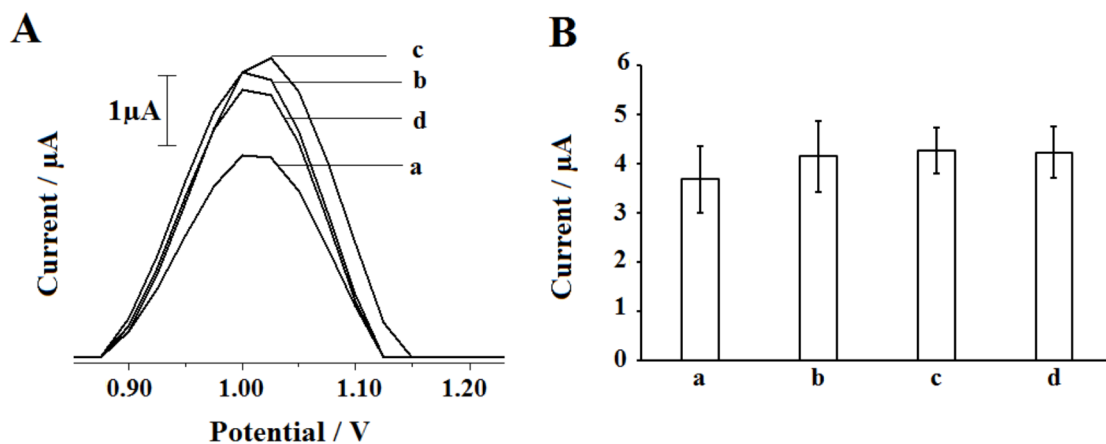 A
c
b
1μA
d
a
Current / μA
0.90 1.00 1.10 1.20
Potential / V
B
6
5
4
3
2
1
0
Current / μA
a b c d